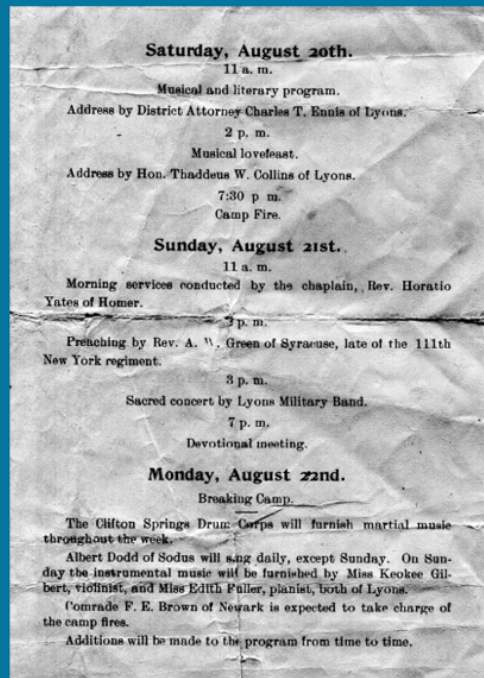 Saturday, August 20th.
11 a. m.
Musical and literary program.
Address by District Attorney Charles T. Ennis of Lyons.
2 p. m.
Musical lovefeast.
Address by Hon. Thaddeus W. Collins of Lyons.
7:30 p m.
Camp Fire.
Sunday, August 21st.
11 a. m.
Morning services conducted by the chaplain, Rev. Horatio
Yates of Homer.
p. m.
Preaching by Rev. A. W. Green of Syracuse, late of the 111th
New York regiment.
3 p. m.
Sacred concert by Lyons Military Band.
7 p. m.
Devotional meeting.
Monday, August 22nd.
Breaking Camp.
The Clifton Springs Drum Corps will furnish martial music
throughout the week.
Albert Dodd of Sodus will sing daily, except Sunday. On Sun-
day the instrumental music will be furnished by Miss Keokee Gil-
bert, violinist, and Miss Edith Fuller, pianist, both of Lyons.
Comrade F. E. Brown of Newark is expected to take charge of
the camp fires.
Additions will be made to the program from time to time.